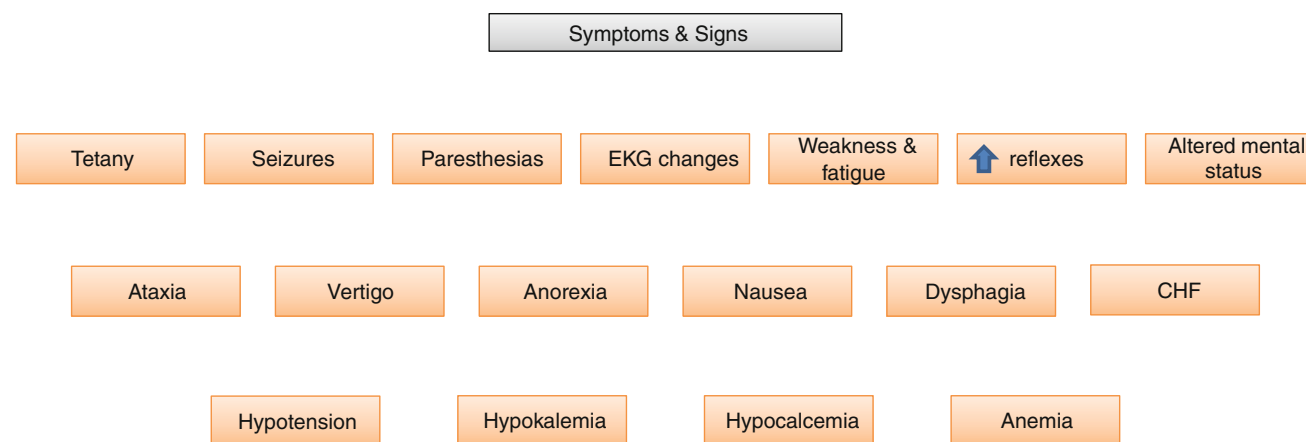 Symptoms & Signs
Tetany
Seizures
Paresthesias
EKG changes
Weakness &
fatigue
reflexes
Altered mental
status
Ataxia
Vertigo
Anorexia
Nausea
Dysphagia
CHF
Hypotension
Hypokalemia
Hypocalcemia
Anemia